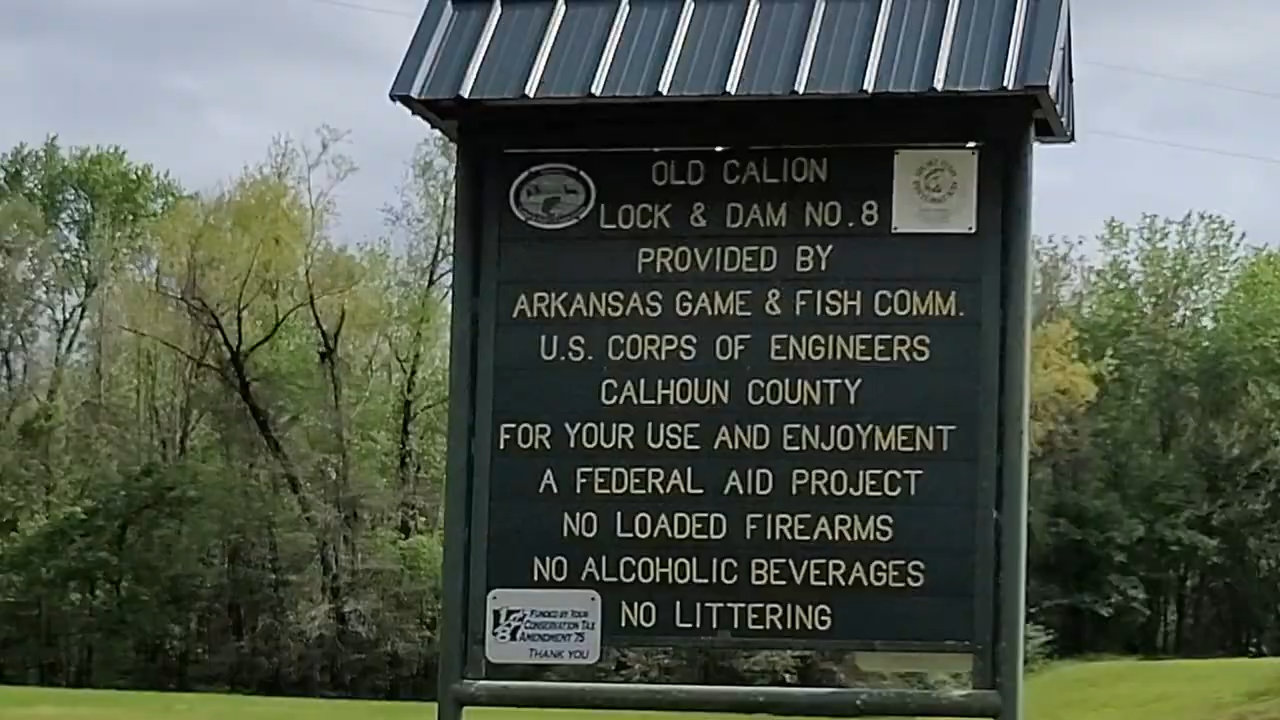 OLD CALION
LOCK & DAM NO.8
PROVIDED BY
ARKANSAS GAME & FISH COMM.
U.S. CORPS OF ENGINEERS
CALHOUN COUNTY
FOR YOUR USE AND ENJOYMENT
A FEDERAL AID PROJECT
NO LOADED FIREARMS
NO ALCOHOLIC BEVERAGES
NO LITTERING
1/8
FUNDED BY YOUR
CONSERVATION TAX
AMENDMENT 75
THANK YOU